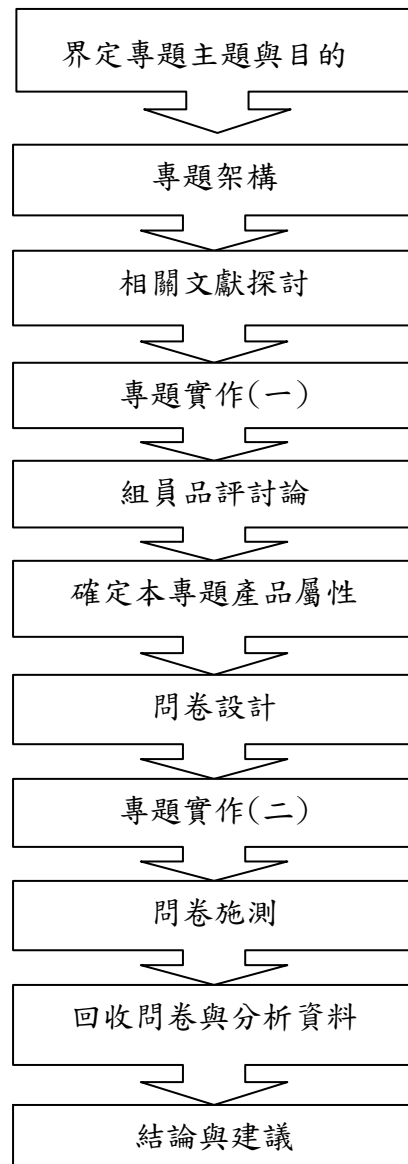 界定專題主題與目的
專題架構
相關文獻探討
專題實作(一)
組員品評討論
確定本專題產品屬性
問卷設計
專題實作(二)
問卷施測
回收問卷與分析資料
結論與建議